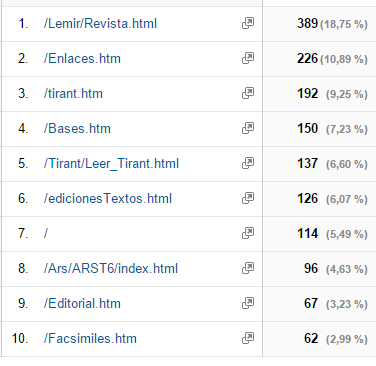 1. /Lemir/Revista.html 389(18,75 %)
2. /Enlaces.htm 226(10,89 %)
3. /tirant.htm 192 (9,25 %)
4. /Bases.htm 150 (7,23 %)
5. /Tirant/Leer_Tirant.html 137 (6,60 %)
6. /edicionesTextos.html 126 (6,07 %)
7. / 114 (5,49 %)
8. /Ars/ARST6/index.html 96 (4,63 %)
9. /Editorial.htm 67 (3,23 %)
10. /Facsimiles.htm 62 (2,99 %)